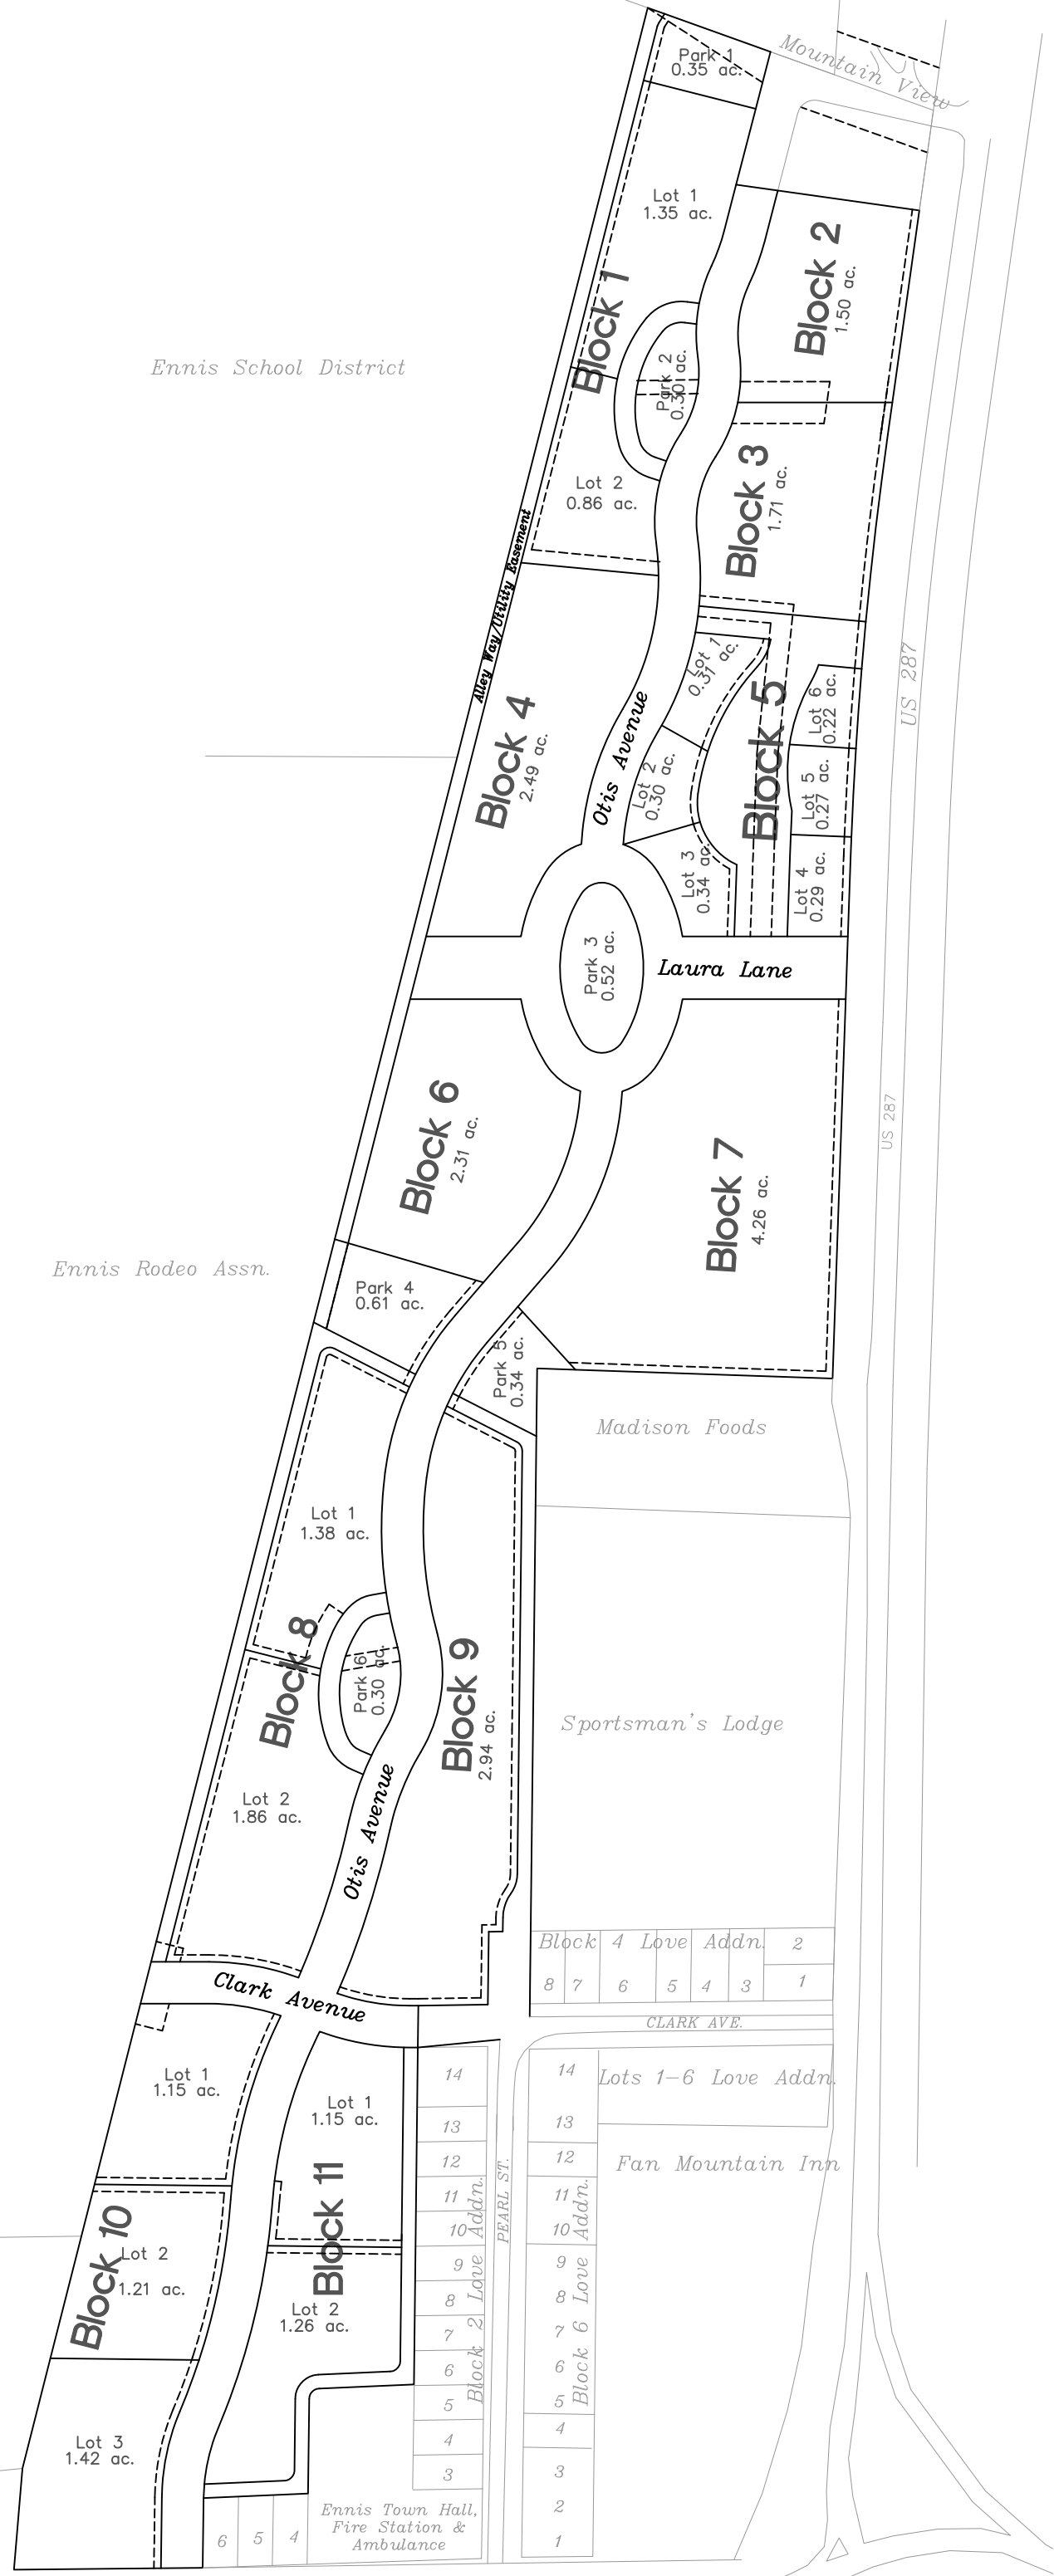 Mountain View
Park 1
0.35 ac.
Lot 1
1.35 ac.
Block 1
Block 2
1.50 ac.
Park 2
0.30 ac.
Ennis School District
Lot 2
0.86 ac.
Block 3
1.71 ac.
Alley Way/Utility Easement
Block 4
2.49 ac.
Otis Avenue
Lot 1
0.31 ac.
Lot 2
0.30 ac.
Lot 3
0.34 ac.
Block 5
Lot 6
0.22 ac.
Lot 5
0.27 ac.
Lot 4
0.29 ac.
US 287
Park 3
0.52 ac.
Laura Lane
Block 6
2.31 ac.
Block 7
4.26 ac.
US 287
Ennis Rodeo Assn.
Park 4
0.61 ac.
Park 5
0.34 ac.
Madison Foods
Lot 1
1.38 ac.
Block 8
Park 6
0.30 ac.
Block 9
2.94 ac.
Sportsman's Lodge
Lot 2
1.86 ac.
Otis Avenue
Clark Avenue
Block 4 Love Addn.
2
8 7 6 5 4 3 1
CLARK AVE.
Lot 1
1.15 ac.
Lot 1
1.15 ac.
Block 11
Lots 1-6 Love Addn.
Fan Mountain Inn
PEARL ST.
14
13
12
11
10
9
8
7
6
5
4
3
Block 2 Love Addn.
14
13
12
11
10
9
8
7
6
5
4
3
2
1
Block 6 Love Addn.
Block 10
Lot 2
1.21 ac.
Lot 2
1.26 ac.
Lot 3
1.42 ac.
6 5 4
Ennis Town Hall,
Fire Station &
Ambulance